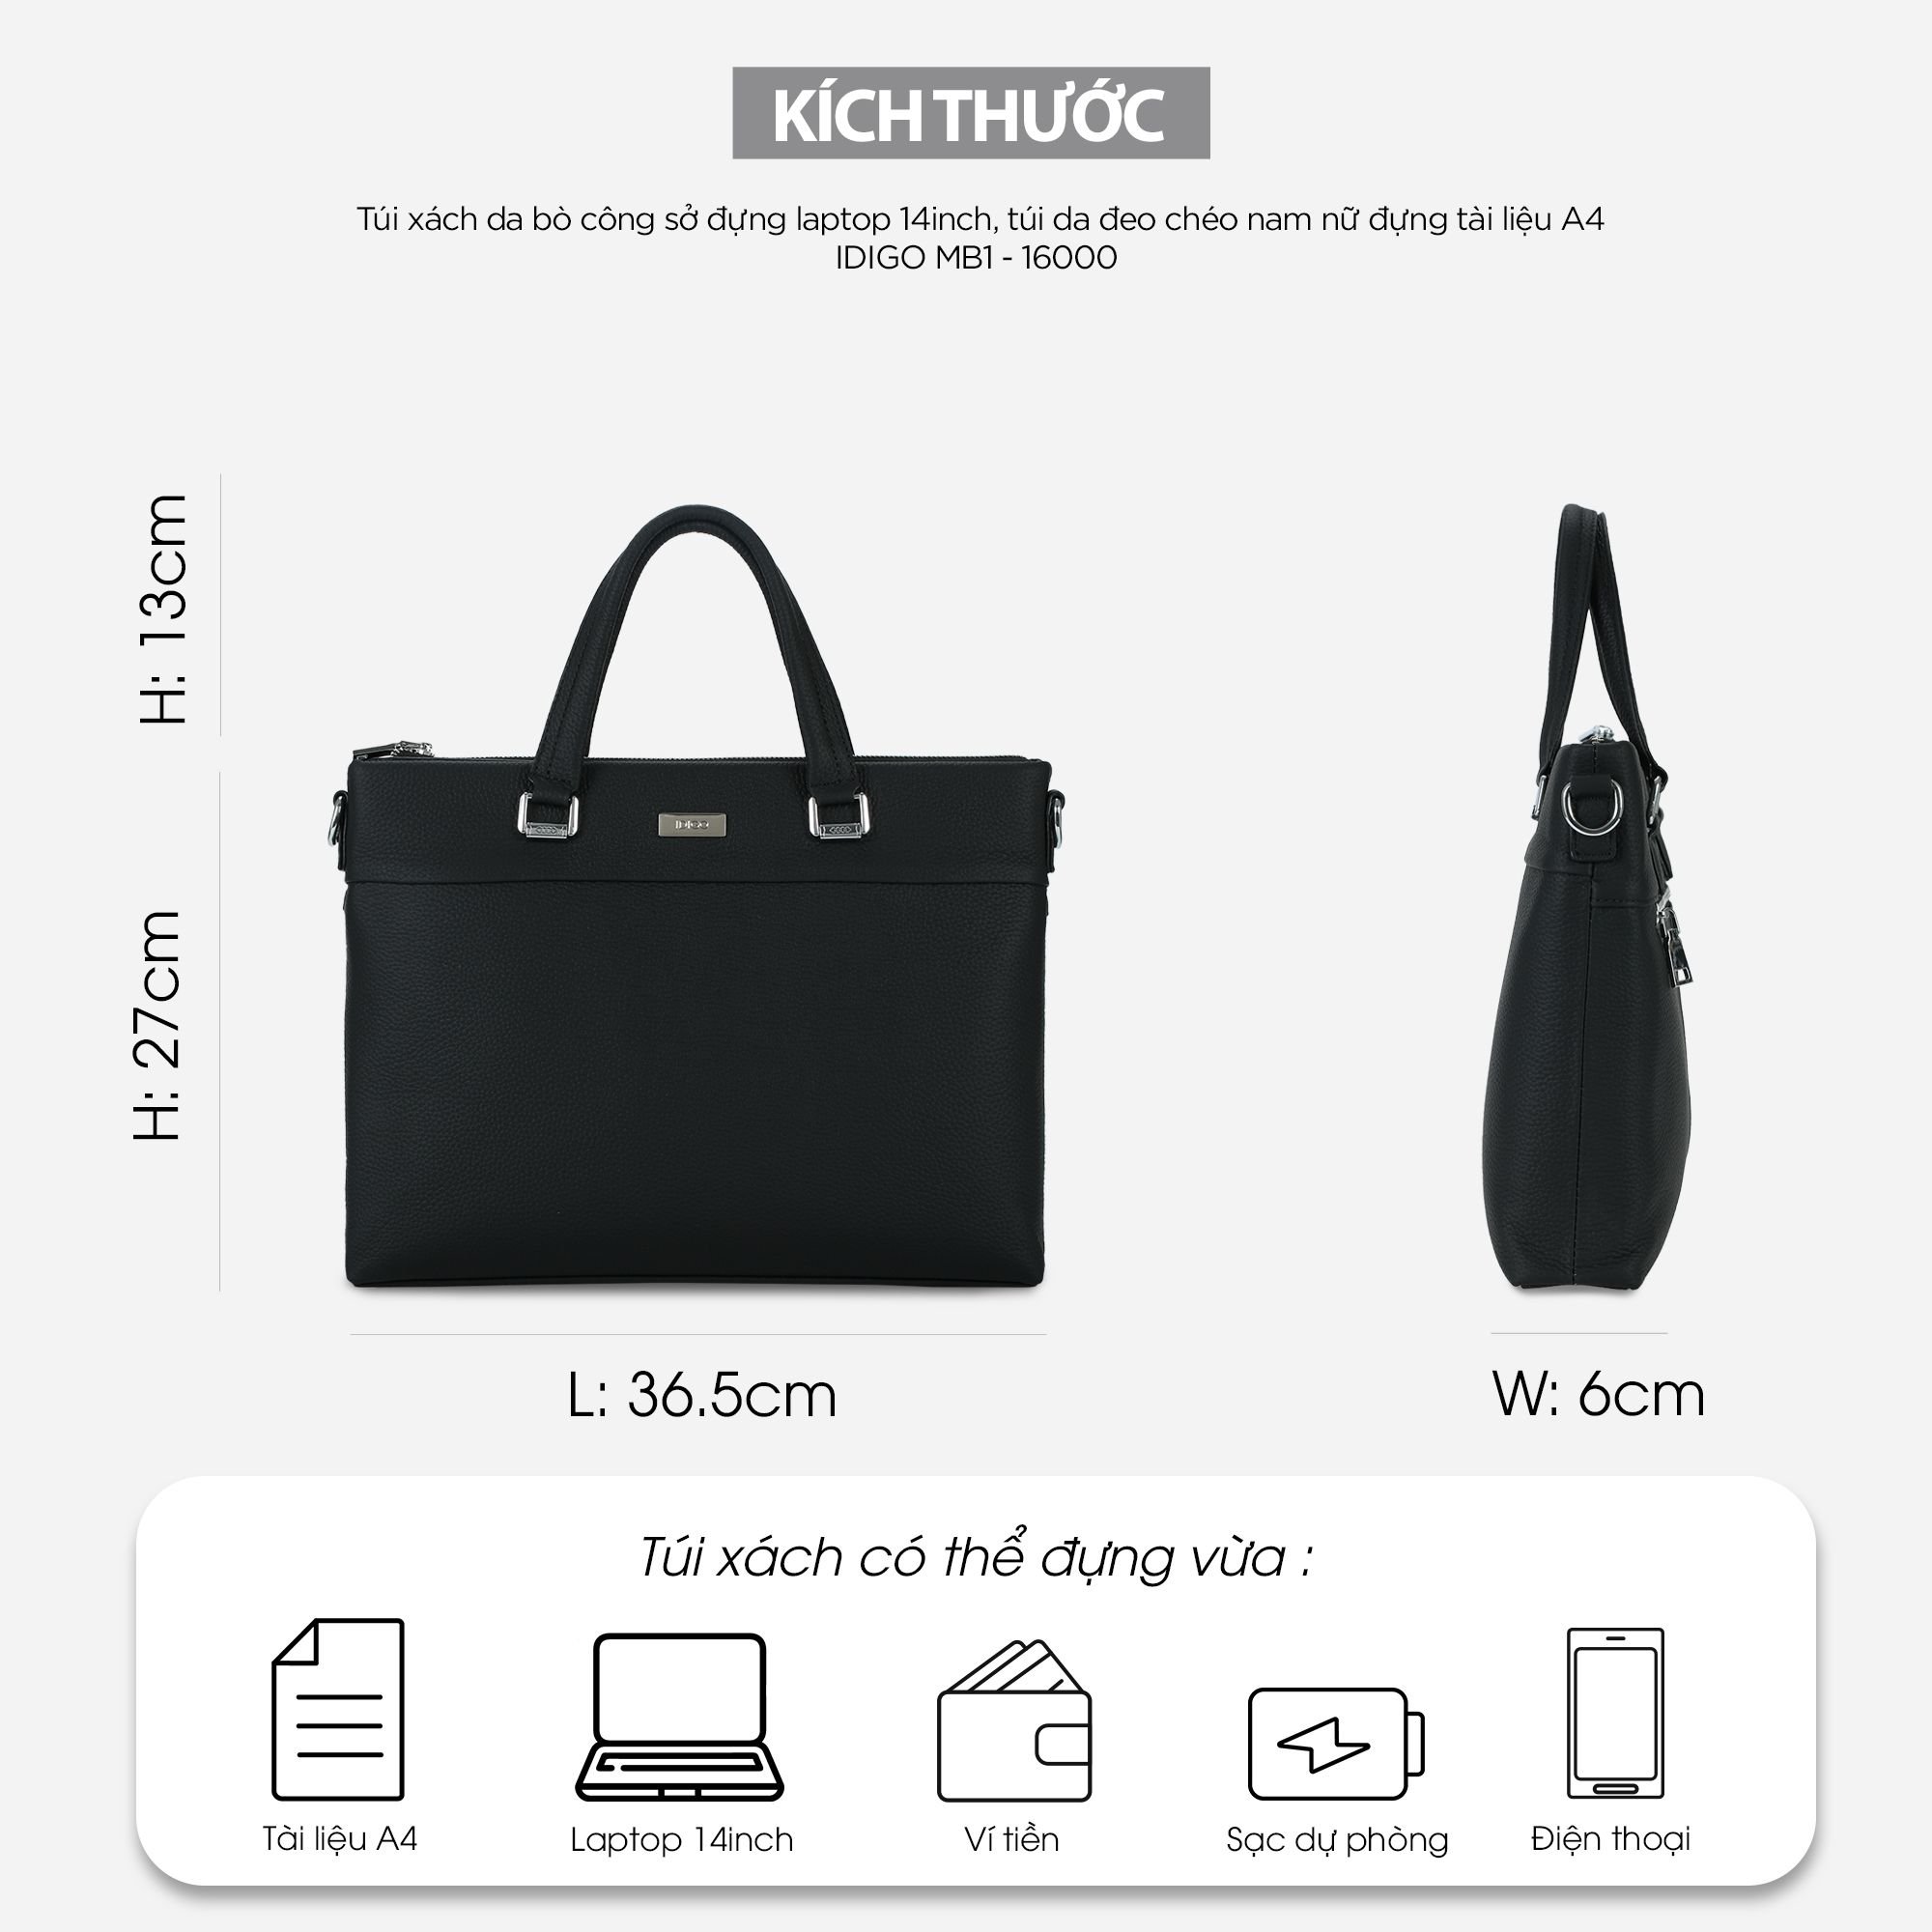 KÍCH THƯỚC
Túi xách da bò công sở đựng laptop 14inch, túi da đeo chéo nam nữ đựng tài liệu A4
IDIGO MB1 - 16000
H: 13cm
IDIGO
H: 27cm
L: 36.5cm
W: 6cm
Túi xách có thể đựng vừa :
Tài liệu A4
Laptop 14inch
Ví tiền
Sạc dự phòng
Điện thoại